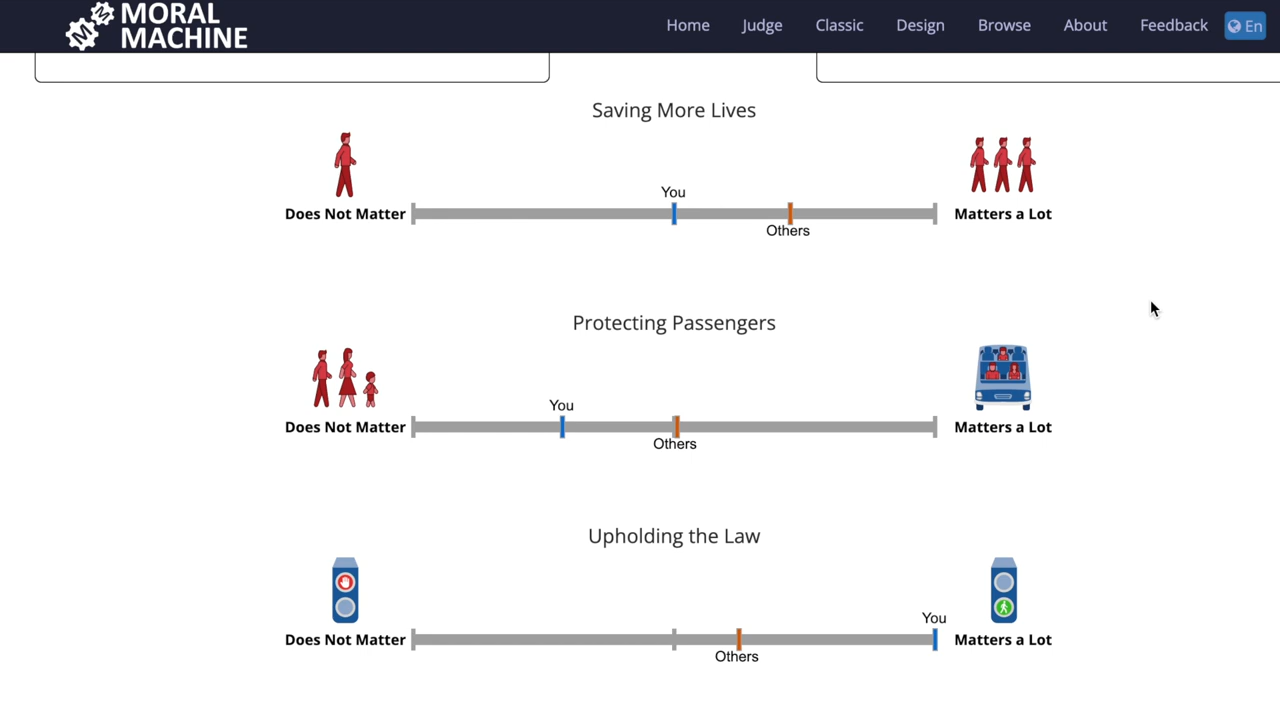 MORAL
MACHINE
Home Judge Classic Design Browse About Feedback En
Saving More Lives
You
Does Not Matter Matters a Lot
Others
Protecting Passengers
You
Does Not Matter Matters a Lot
Others
Upholding the Law
You
Does Not Matter Matters a Lot
Others